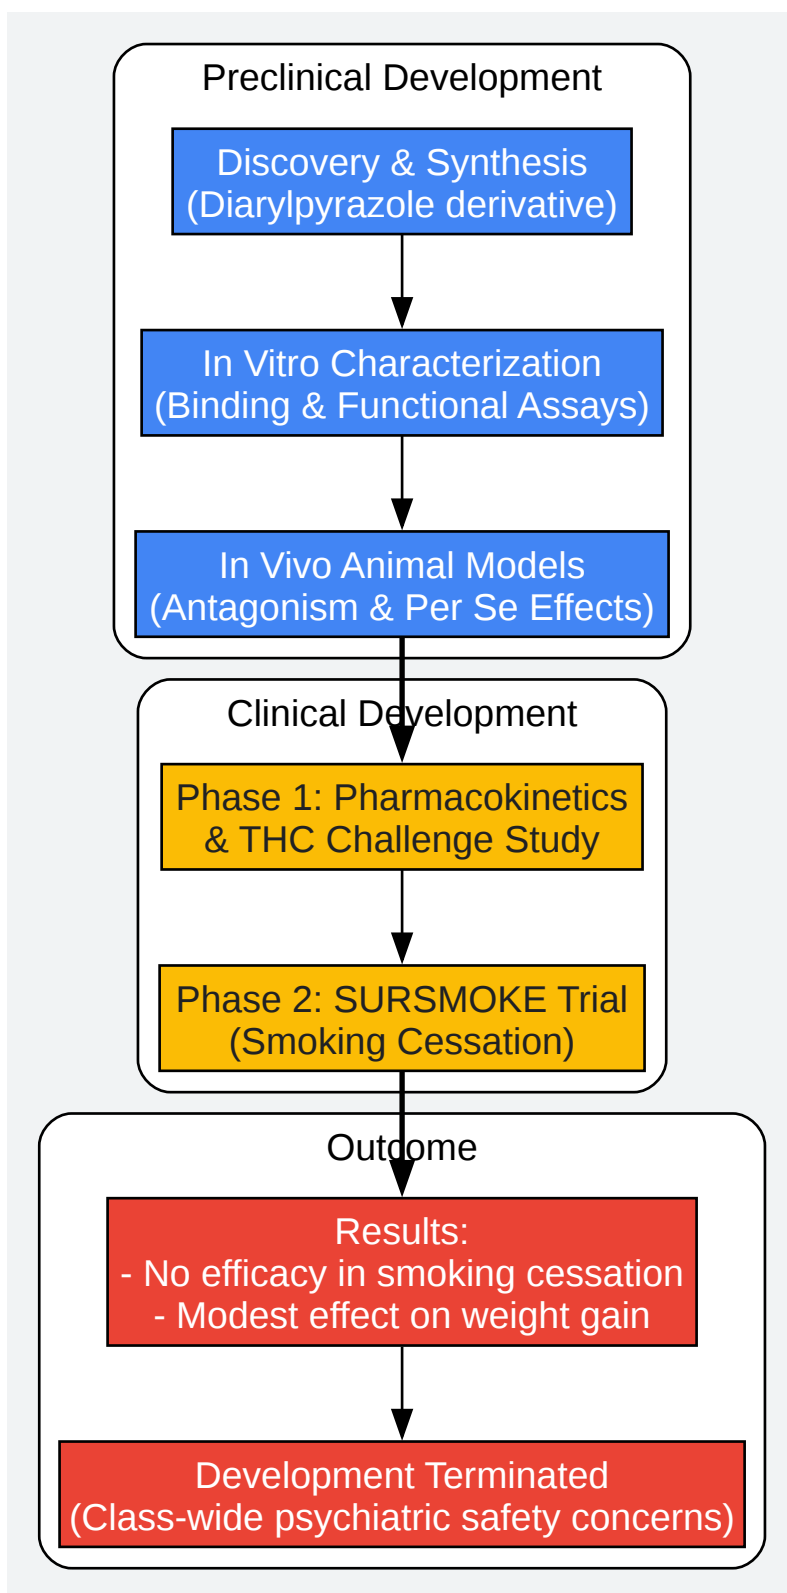 Preclinical Development
Discovery & Synthesis
(Diarylpyrazole derivative)
In Vitro Characterization
(Binding & Functional Assays)
In Vivo Animal Models
(Antagonism & Per Se Effects)
Clinical Development
Phase 1: Pharmacokinetics
& THC Challenge Study
Phase 2: SURSMOKE Trial
(Smoking Cessation)
Outcome
Results:
- No efficacy in smoking cessation
- Modest effect on weight gain
Development Terminated
(Class-wide psychiatric safety concerns)